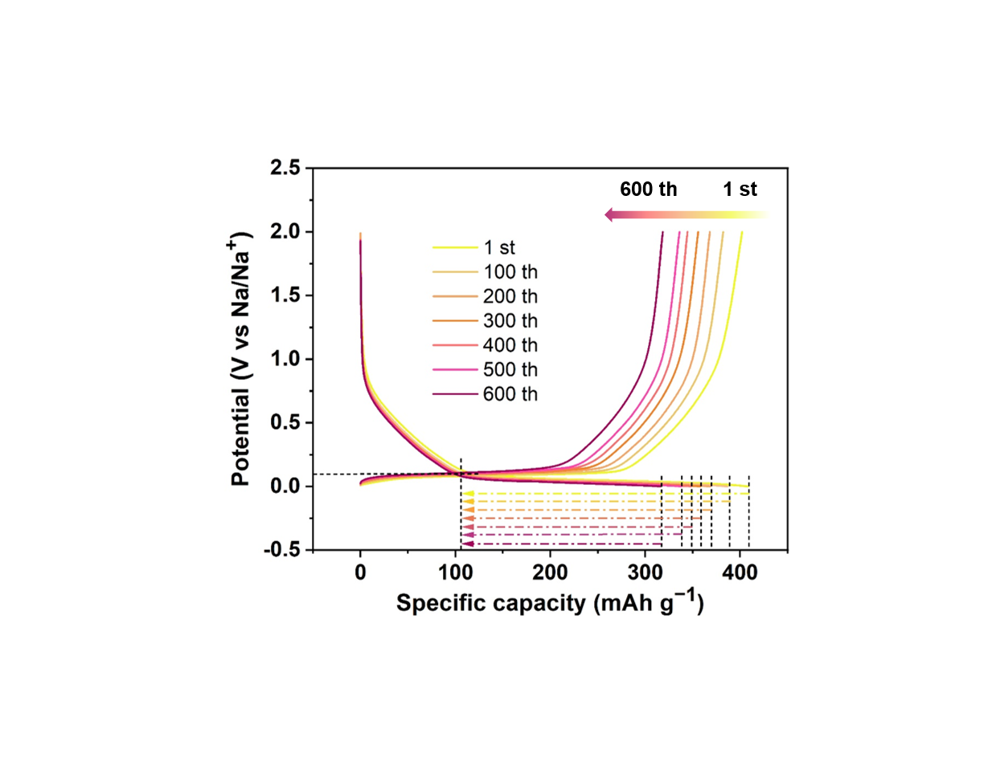 2.5
2.0
1.5
1.0
0.5
0.0
-0.5
Potential (V vs Na/Na⁺)
600 th 1 st
1 st
100 th
200 th
300 th
400 th
500 th
600 th
0 100 200 300 400
Specific capacity (mAh g⁻¹)